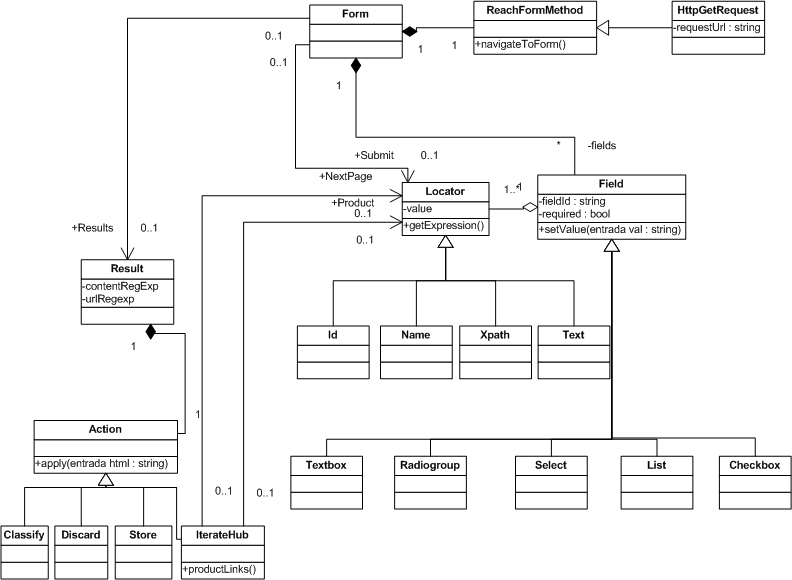 Form
ReachFormMethod
+navigateToForm()
HttpGetRequest
-requestUrl : string
0..1
1
1
0..1
1
*
-fields
+Submit
0..1
+NextPage
Locator
-value
+getExpression()
1..*
1
Field
-fieldId : string
-required : bool
+setValue(entrada val : string)
+Product
0..1
0..1
+Results
0..1
Result
-contentRegExp
-urlRegexp
1
Id
Name
Xpath
Text
1
Action
+apply(entrada html : string)
Textbox
Radiogroup
Select
List
Checkbox
0..1
0..1
Classify
Discard
Store
IterateHub
+productLinks()